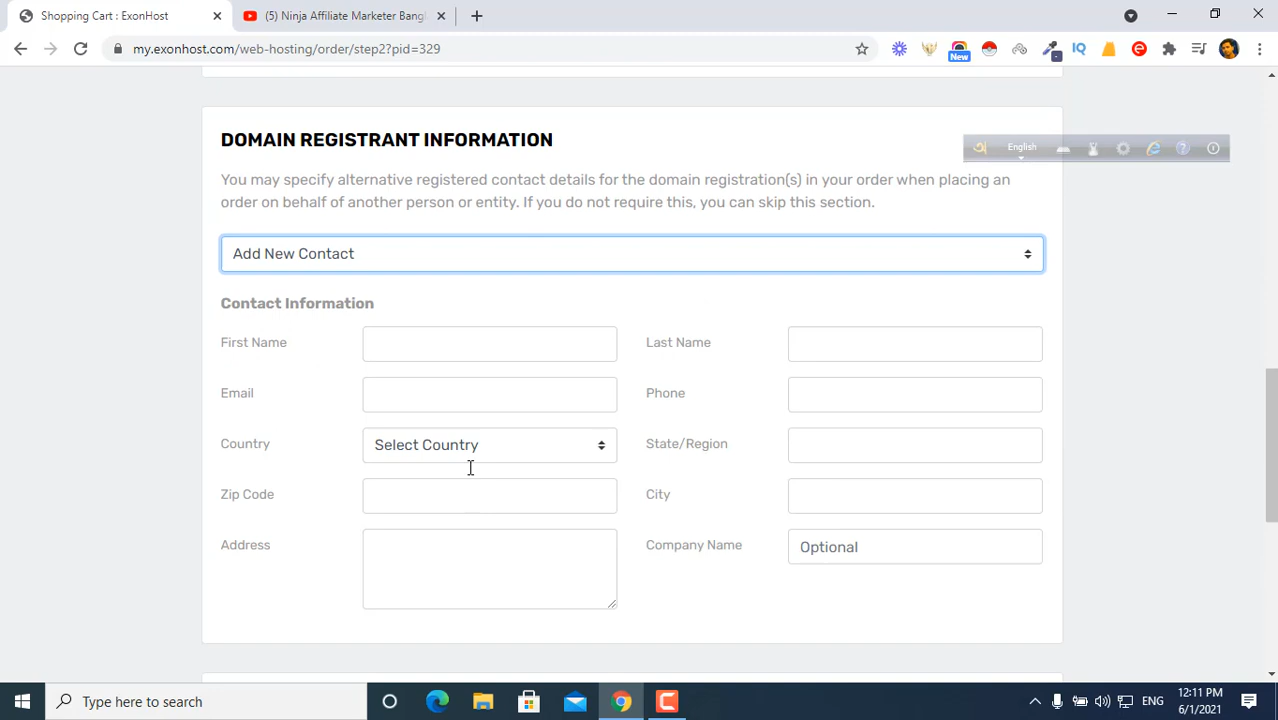 Shopping Cart : ExonHost
(5) Ninja Affiliate Marketer Bangl
my.exonhost.com/web-hosting/order/step2?pid=329
IQ
New
DOMAIN REGISTRANT INFORMATION
English
You may specify alternative registered contact details for the domain registration(s) in your order when placing an
order on behalf of another person or entity. If you do not require this, you can skip this section.
Add New Contact
Contact Information
First Name
Last Name
Email
Phone
Country
Select Country
State/Region
Zip Code
City
Address
Company Name
Optional
Type here to search
ENG
12:11 PM
6/1/2021